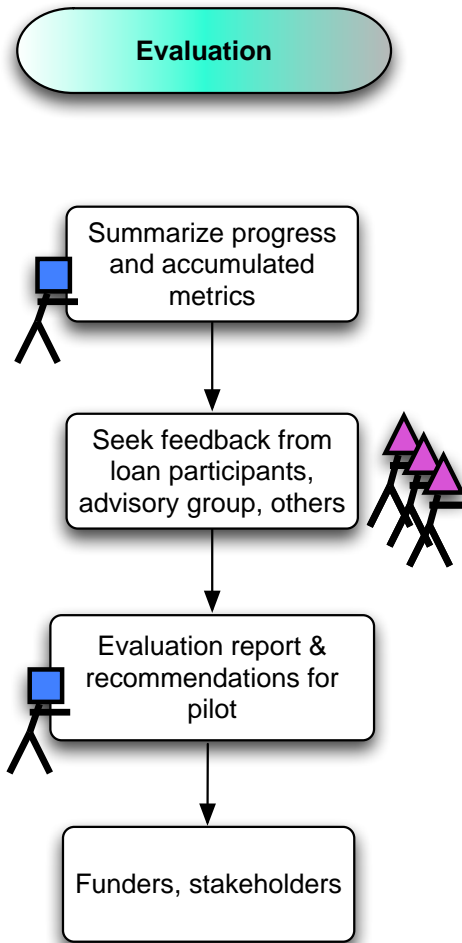 Evaluation
Summarize progress
and accumulated
metrics
Seek feedback from
loan participants,
advisory group, others
Evaluation report &
recommendations for
pilot
Funders, stakeholders